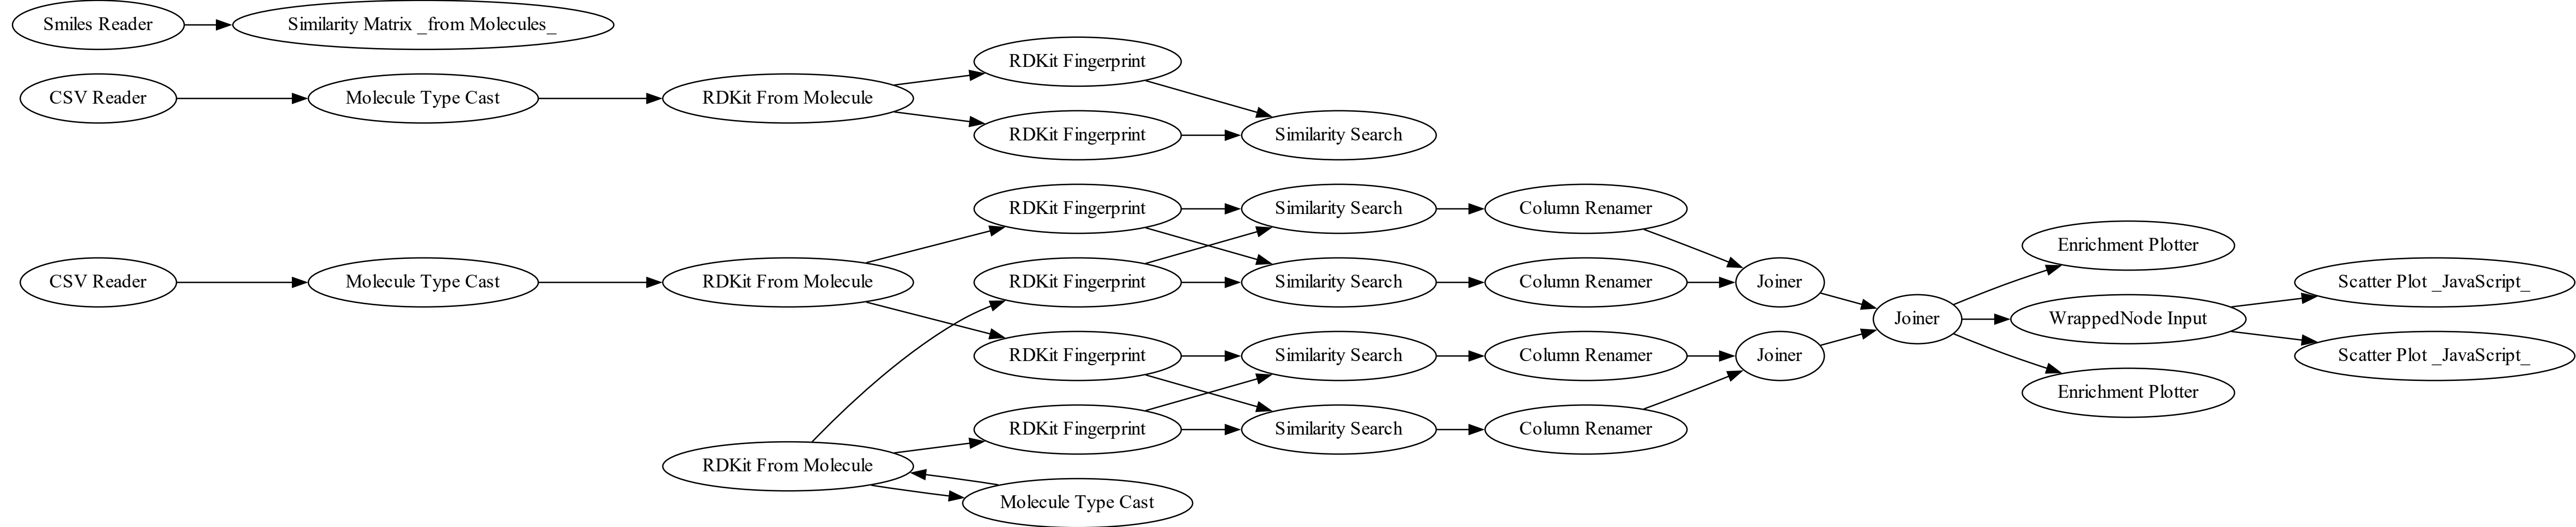 Smiles Reader
Similarity Matrix _from Molecules_
CSV Reader
Molecule Type Cast
RDKit From Molecule
RDKit Fingerprint
RDKit Fingerprint
Similarity Search
CSV Reader
Molecule Type Cast
RDKit From Molecule
RDKit Fingerprint
Similarity Search
Column Renamer
RDKit Fingerprint
Similarity Search
Column Renamer
Joiner
RDKit Fingerprint
Similarity Search
Column Renamer
Joiner
RDKit Fingerprint
Similarity Search
Column Renamer
RDKit From Molecule
Molecule Type Cast
Joiner
Enrichment Plotter
WrappedNode Input
Enrichment Plotter
Scatter Plot _JavaScript_
Scatter Plot _JavaScript_